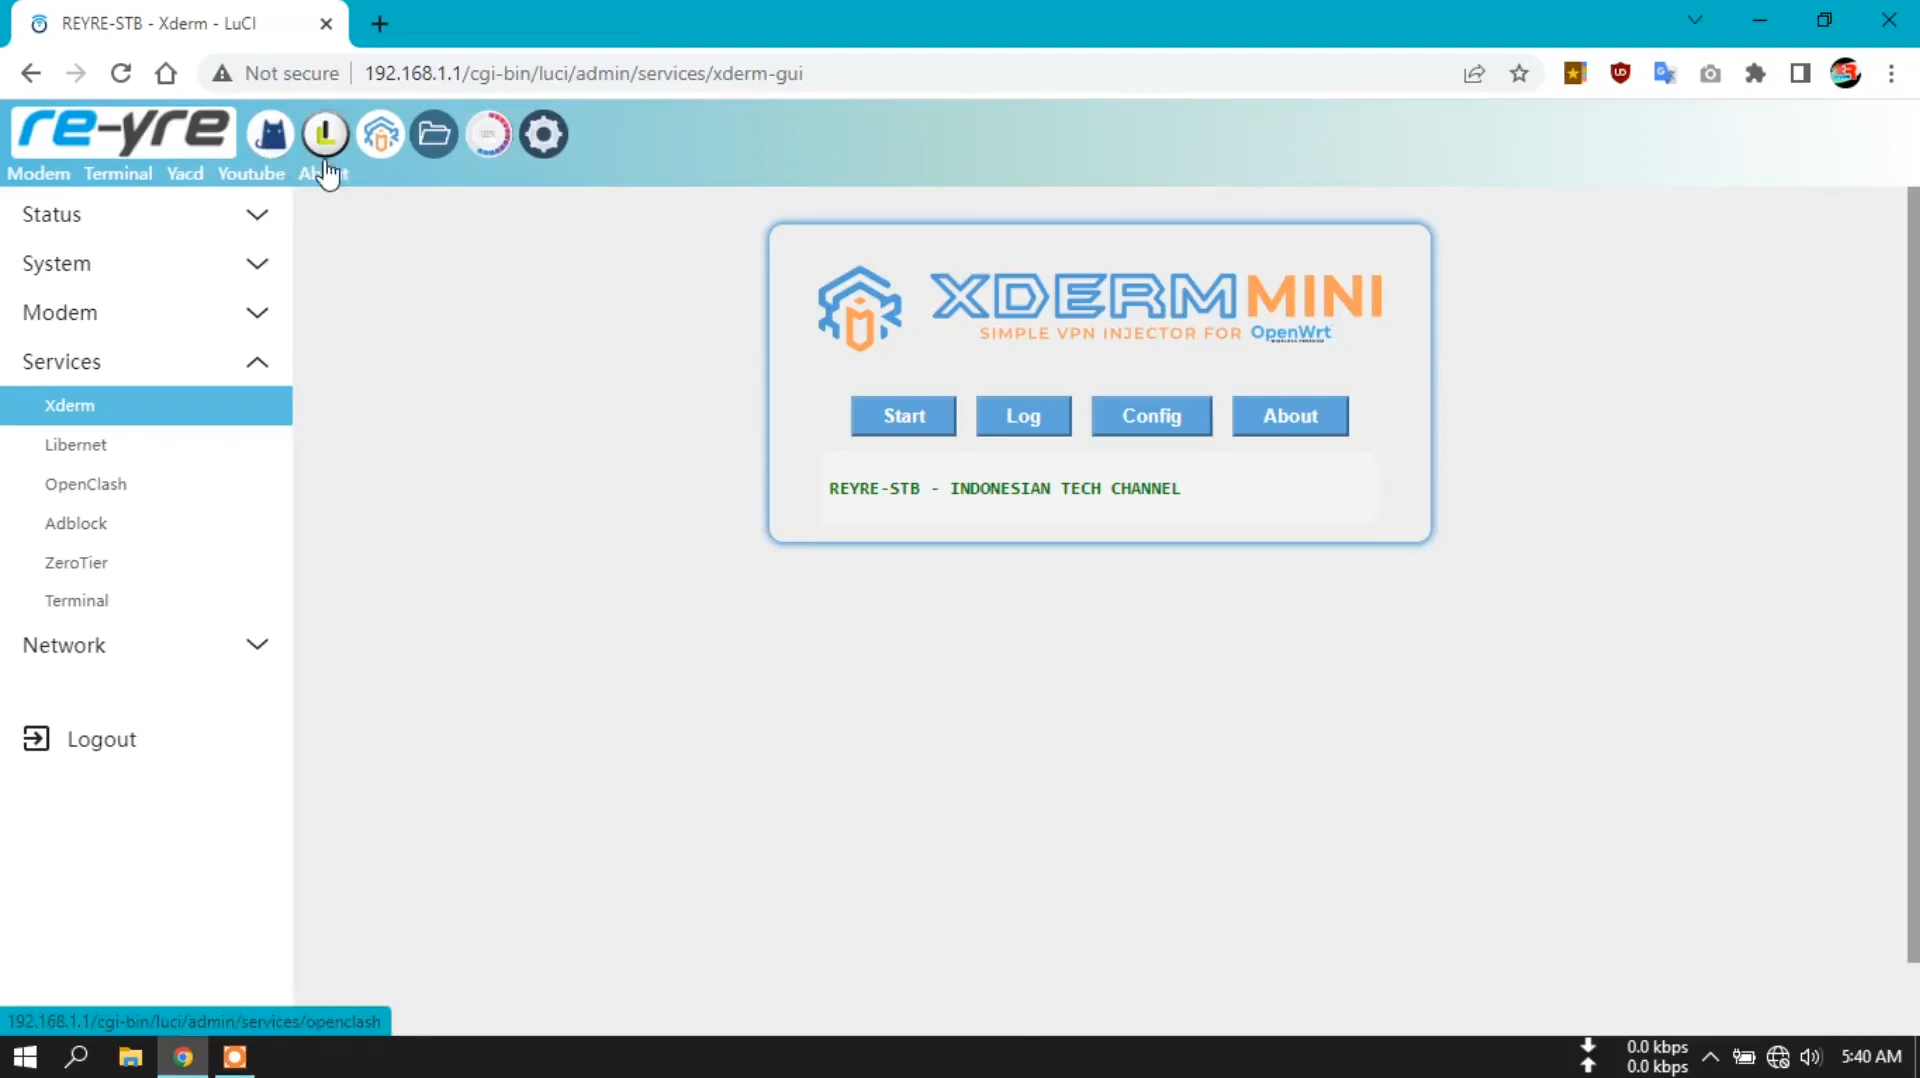 REYRE-STB - Xderm - LuCI
Not secure
192.168.1.1/cgi-bin/luci/admin/services/xderm-gui
re-yre
Modem Terminal Yacd Youtube
Status
System
Modem
Services
Xderm
Libernet
OpenClash
Adblock
ZeroTier
Terminal
Network
Logout
XDERM MINI
SIMPLE VPN INJECTOR FOR OpenWrt
Start Log Config About
REYRE-STB - INDONESIAN TECH CHANNEL
192.168.1.1/cgi-bin/luci/admin/services/openclash
0.0 kbps
0.0 kbps
5:40 AM